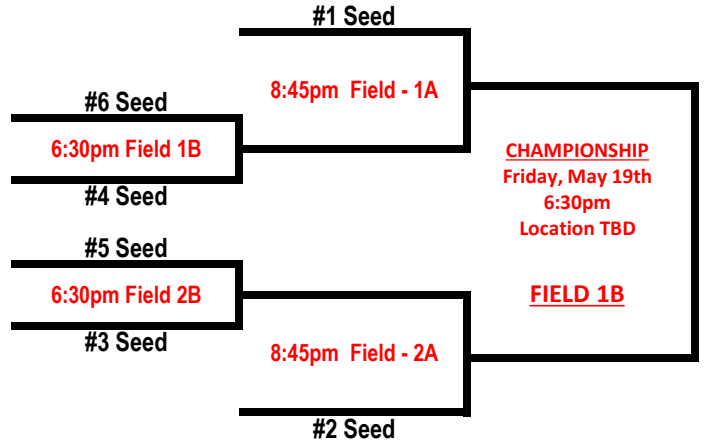 #1 Seed
8:45pm Field - 1A
#6 Seed
6:30pm Field 1B
#4 Seed
CHAMPIONSHIP
Friday, May 19th
6:30pm
Location TBD
FIELD 1B
#5 Seed
6:30pm Field 2B
#3 Seed
8:45pm Field - 2A
#2 Seed